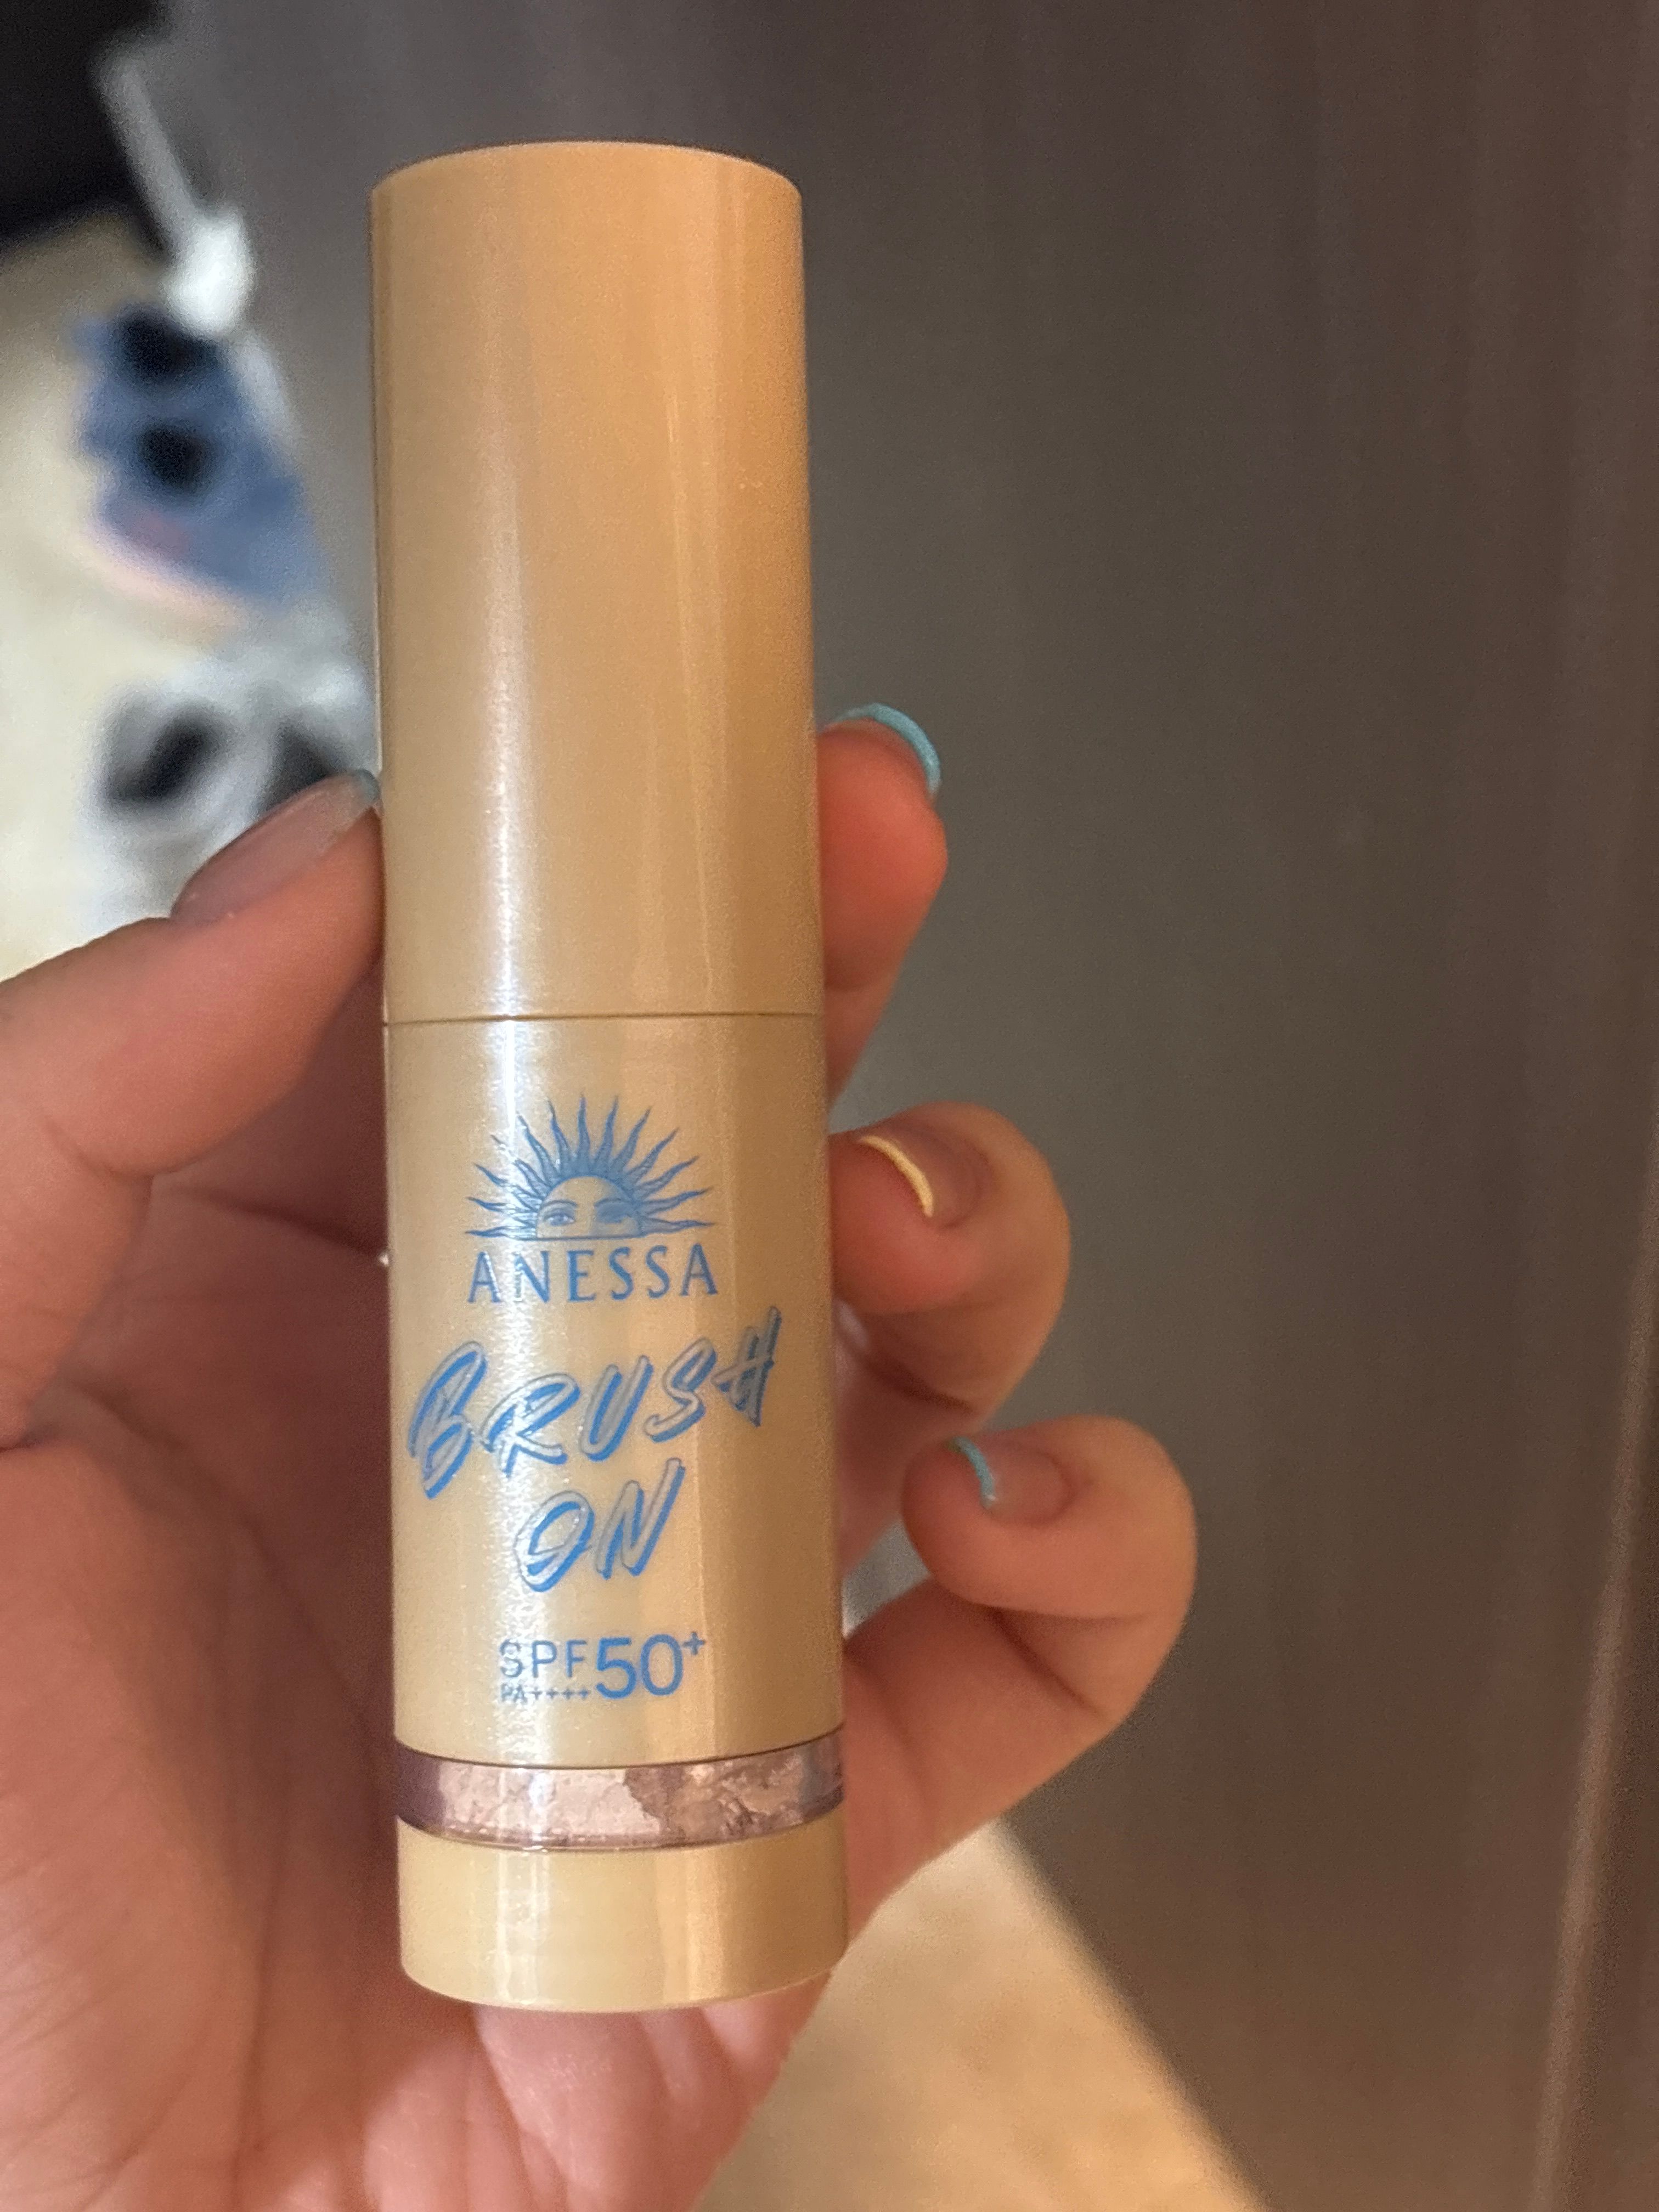 ANESSA
BRUSH
ON
SPF50+
PA++++